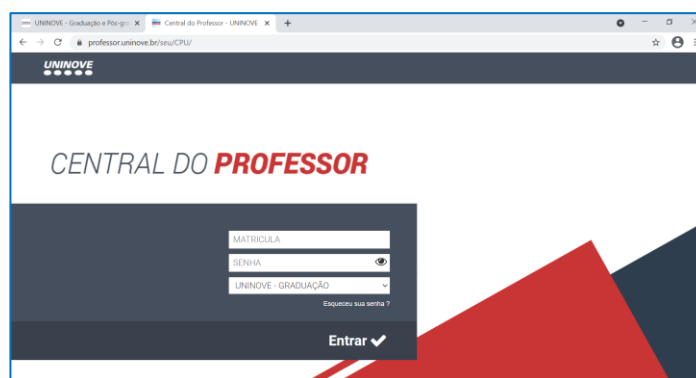 UNINOVE - Graduação e Pós-gra
Central do Professor - UNINOVE
professor.uninove.br/seu/CPU/
UNINOVE
CENTRAL DO PROFESSOR
MATRICULA
SENHA
UNINOVE - GRADUAÇÃO
Esqueceu sua senha ?
Entrar